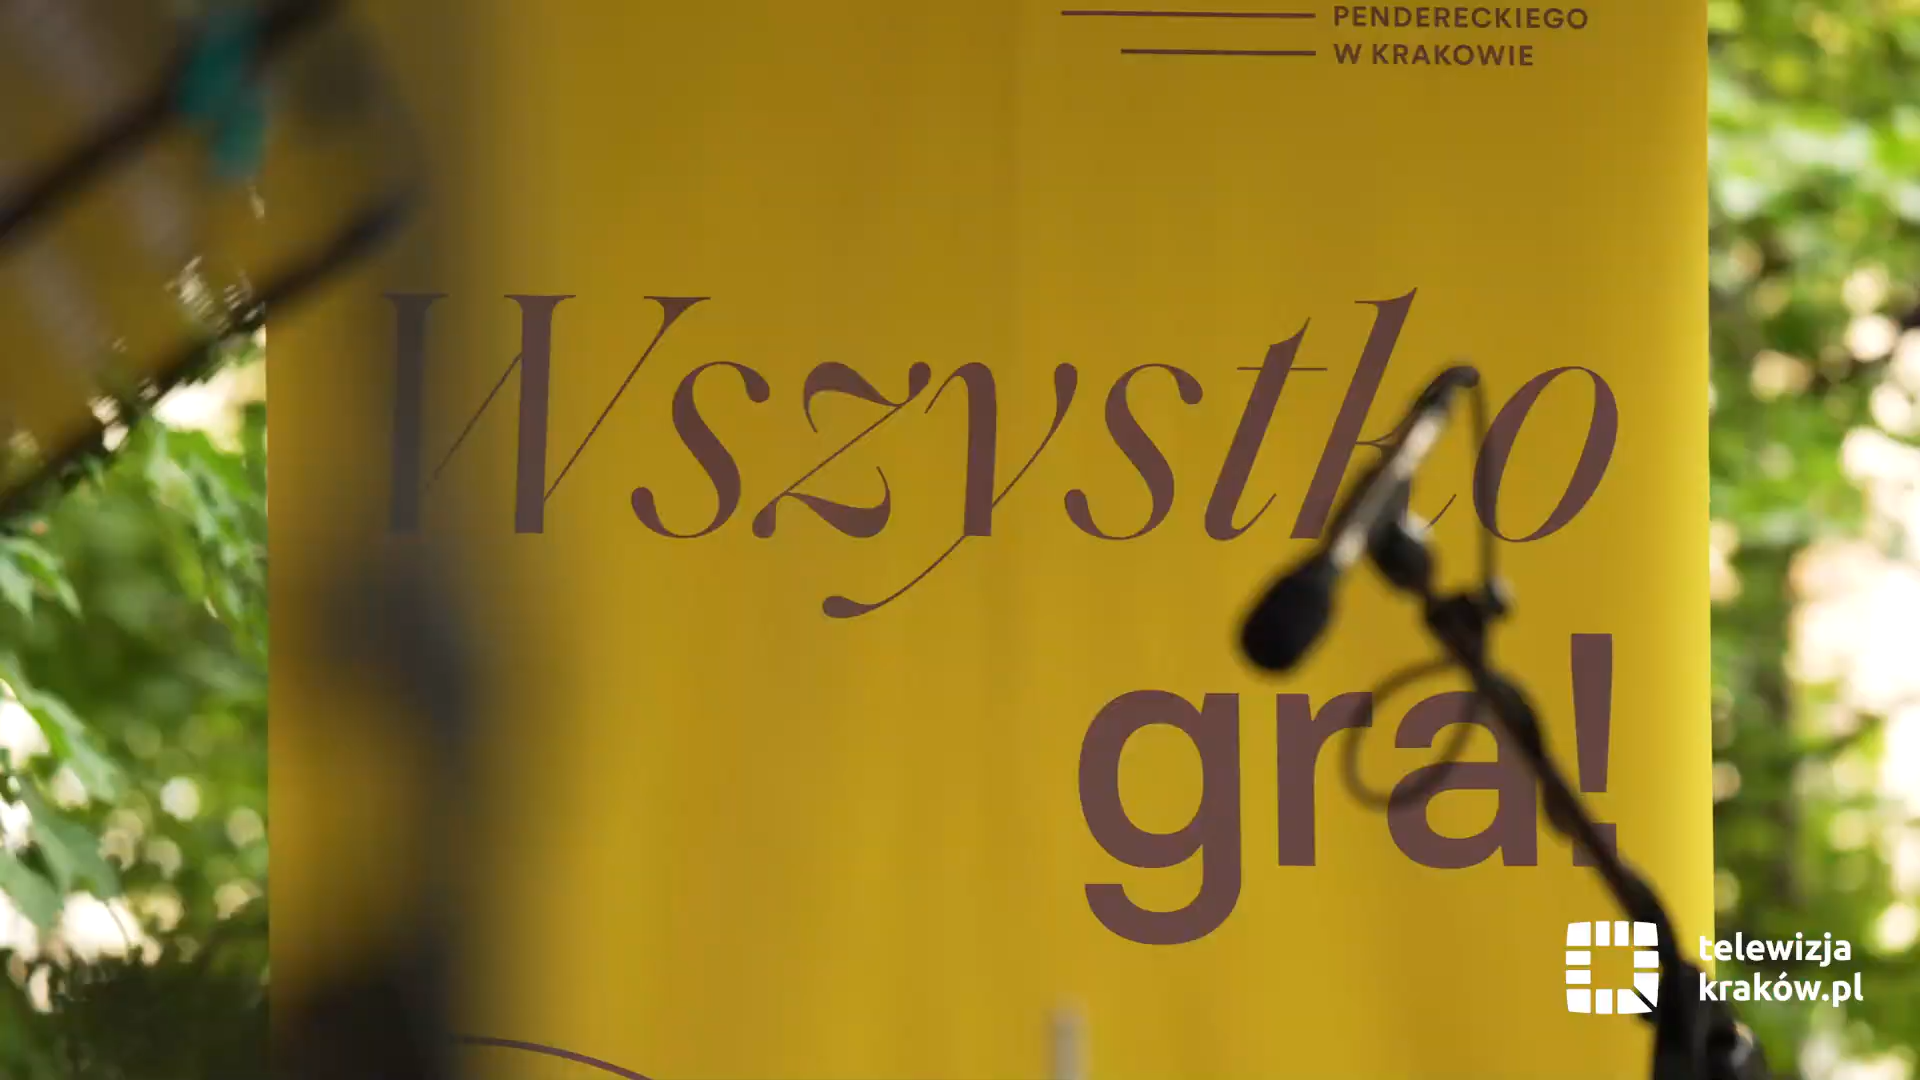 PENDERECKIEGO
W KRAKOWIE
Wszystko
gra!
telewizja
kraków.pl